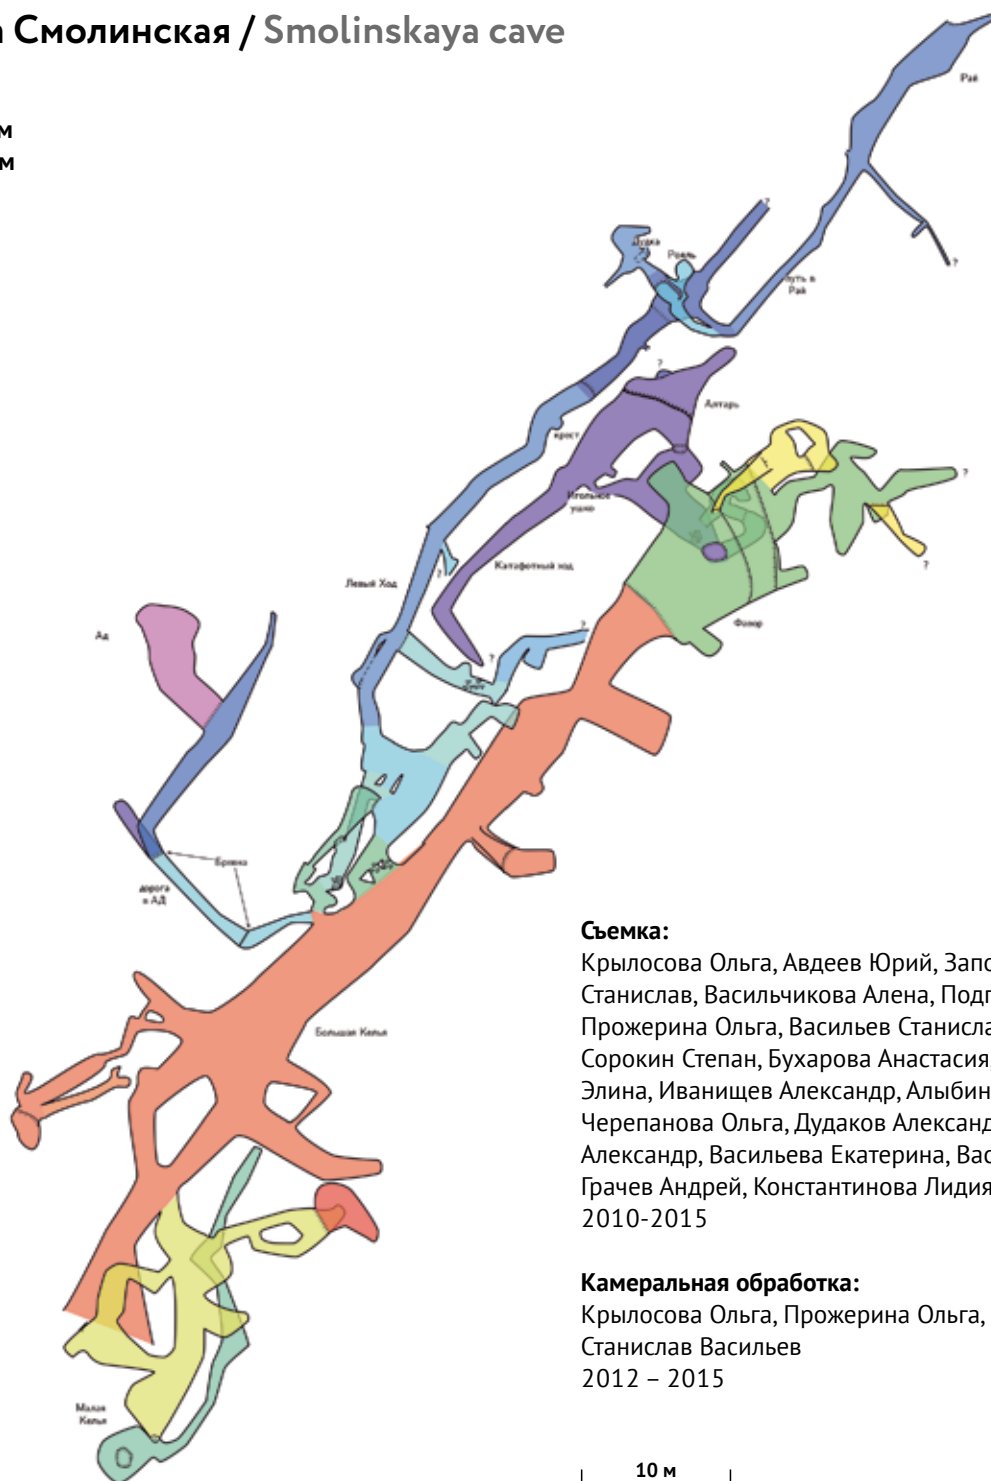 а Смолинская / Smolinskaya cave
м
м
Рай
?
Дудка
Рояль
путь в
Рай
?
?
Алтарь
крест
Игольное
ушко
?
Катафотный ход
?
Левый Ход
Фавор
?
?
?
Ад
Бревна
дорога
в АД
Большая Келья
Малая
Келья
Съемка:
Крылосова Ольга, Авдеев Юрий, Запо
Станислав, Васильчикова Алена, Подг
Прожерина Ольга, Васильев Станисла
Сорокин Степан, Бухарова Анастасия,
Элина, Иванищев Александр, Алыбин
Черепанова Ольга, Дудаков Александ
Александр, Васильева Екатерина, Вас
Грачев Андрей, Константинова Лидия
2010-2015
Камеральная обработка:
Крылосова Ольга, Прожерина Ольга,
Станислав Васильев
2012 – 2015
10 м